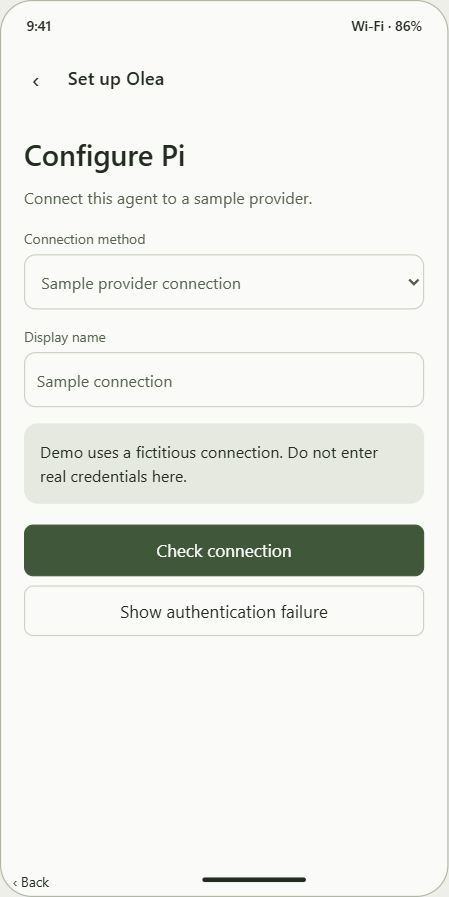 9:41
Wi-Fi · 86%
‹ Set up Olea
Configure Pi
Connect this agent to a sample provider.
Connection method
Sample provider connection
Display name
Sample connection
Demo uses a fictitious connection. Do not enter
real credentials here.
Check connection
Show authentication failure
‹ Back